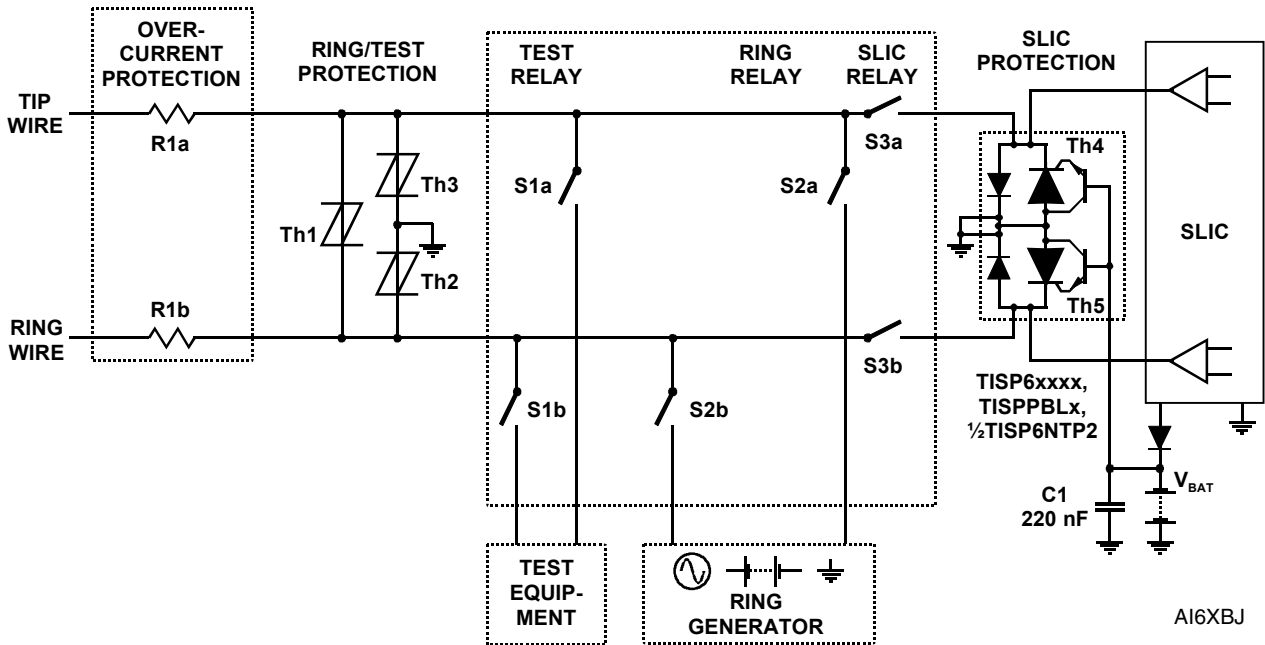 OVER-
CURRENT
PROTECTION
RING/TEST
PROTECTION
TEST
RELAY
RING
RELAY
SLIC
RELAY
SLIC
PROTECTION
TIP
WIRE
R1a
Th3
Th1
Th2
S1a
S2a
S3a
Th4
Th5
SLIC
RING
WIRE
R1b
S1b
S2b
S3b
TISP6xxxx,
TISPPBLx,
½TISP6NTP2
C1
220 nF
VBAT
TEST
EQUIP-
MENT
RING
GENERATOR
AI6XBJ